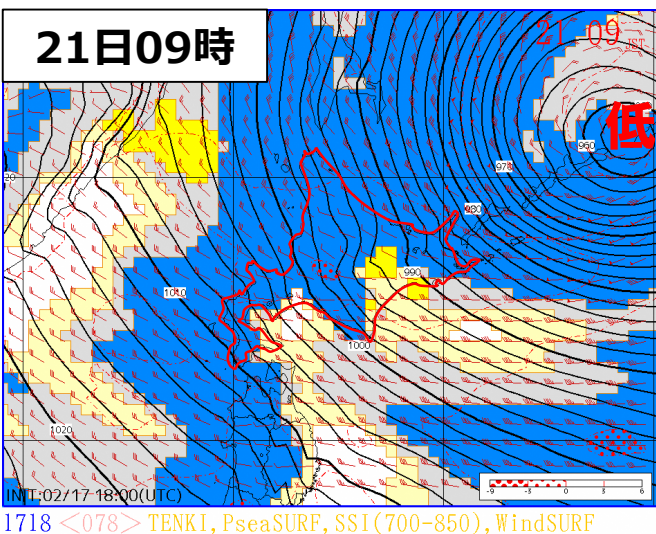 21日09時
21 09 JST
低
960
970
980
990
1010
1000
1020
INIT:02/17 18:00(UTC)
-9 -3 0 3 6
1718 <078> TENKI,PseaSURF,SSI(700-850),WindSURF